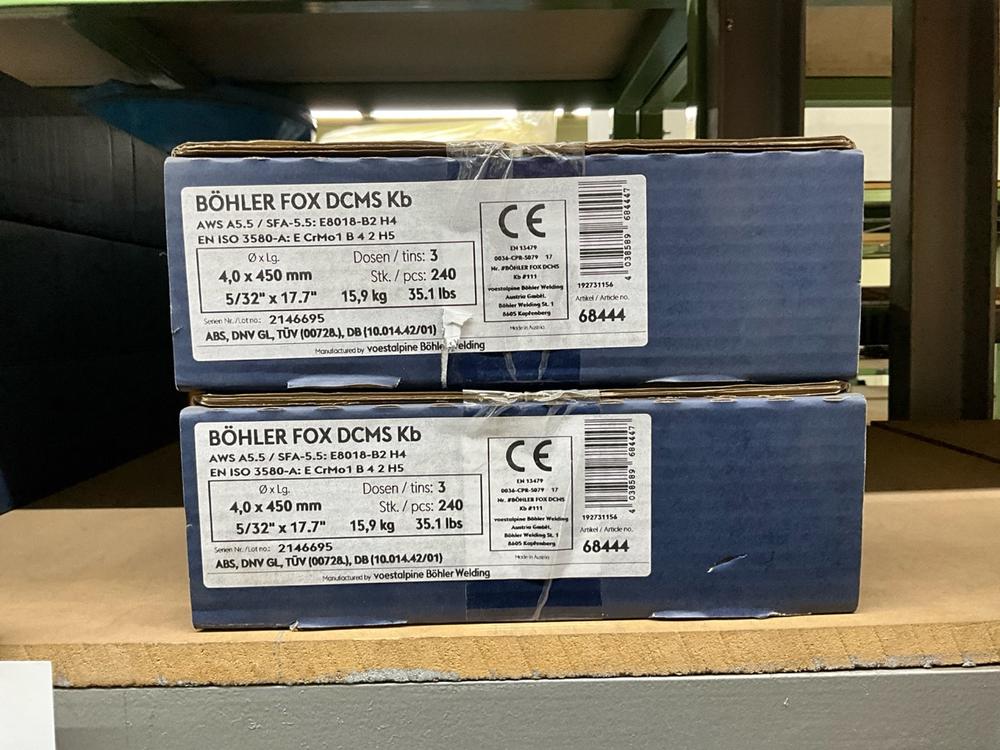 BÖHLER FOX DCMS Kb
AWS A5.5 / SFA-5.5: E8018-B2 H4
EN ISO 3580-A: E CrMo1 B 4 2 H5
Ø x Lg. Dosen / tins: 3
4,0 x 450 mm Stk. / pcs: 240
5/32" x 17.7" 15,9 kg 35.1 lbs
Serien Nr. /Lot no.: 2146695
ABS, DNV GL, TÜV (00728.), DB (10.014.42/01)
Manufactured by voestalpine Böhler Welding
CE
EN 13479
0036-CPR-S079 17
Nr. #BÖHLER FOX DCMS
Kb #111
voestalpine Böhler Welding
Austria GmbH,
Böhler Welding St. 1
8605 Kapfenberg
Made in Austria
4 038589 684447
192731156
Artikel / Article no.
68444
BÖHLER FOX DCMS Kb
AWS A5.5 / SFA-5.5: E8018-B2 H4
EN ISO 3580-A: E CrMo1 B 4 2 H5
Ø x Lg. Dosen / tins: 3
4,0 x 450 mm Stk. / pcs: 240
5/32" x 17.7" 15,9 kg 35.1 lbs
Serien Nr. /Lot no.: 2146695
ABS, DNV GL, TÜV (00728.), DB (10.014.42/01)
Manufactured by voestalpine Böhler Welding
CE
EN 13479
0036-CPR-S079 17
Nr. #BÖHLER FOX DCMS
Kb #111
voestalpine Böhler Welding
Austria GmbH,
Böhler Welding St. 1
8605 Kapfenberg
Made in Austria
4 038589 684447
192731156
Artikel / Article no.
68444